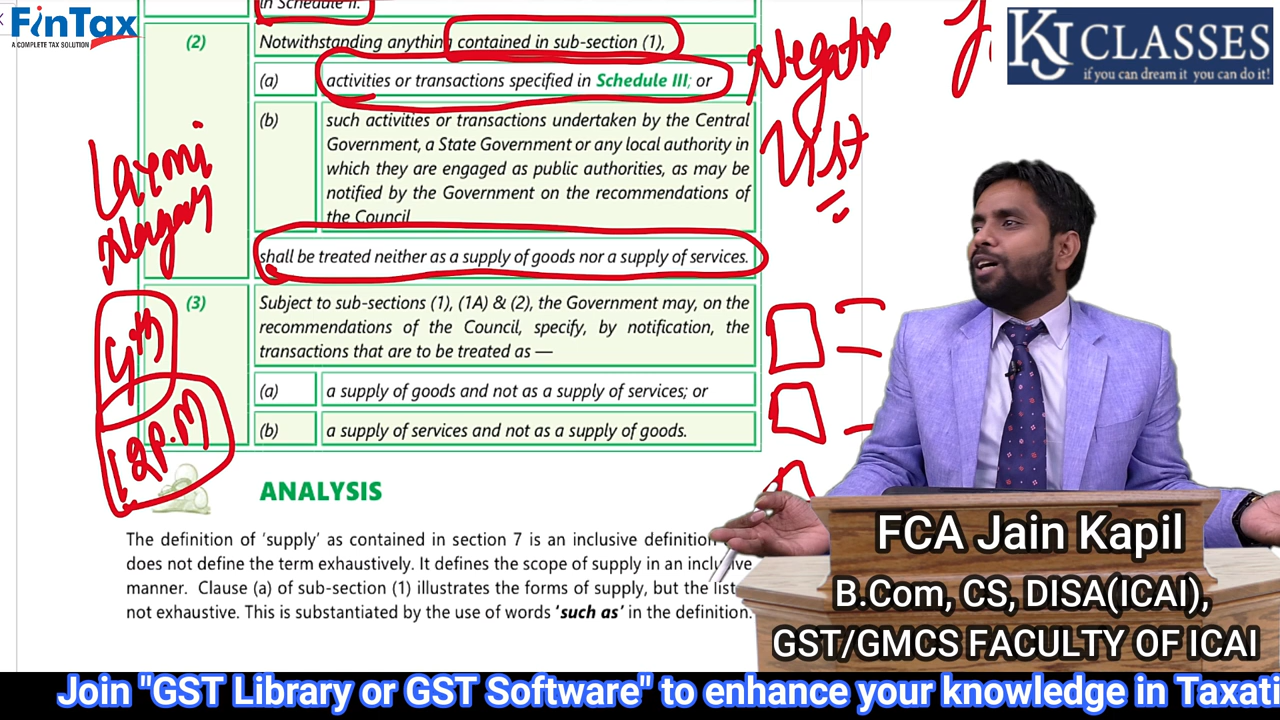 in Schedule II.
FinTax
A COMPLETE TAX SOLUTION
KJ CLASSES
if you can dream it you can do it!
(2) Notwithstanding anything contained in sub-section (1),
(a) activities or transactions specified in Schedule III; or
(b) such activities or transactions undertaken by the Central
Government, a State Government or any local authority in
which they are engaged as public authorities, as may be
notified by the Government on the recommendations of
the Council
shall be treated neither as a supply of goods nor a supply of services.
Laxmi
Nagar
(3) Subject to sub-sections (1), (1A) & (2), the Government may, on the
recommendations of the Council, specify, by notification, the
transactions that are to be treated as —
(a) a supply of goods and not as a supply of services; or
(b) a supply of services and not as a supply of goods.
12 P.M
ANALYSIS
The definition of 'supply' as contained in section 7 is an inclusive definition
does not define the term exhaustively. It defines the scope of supply in an inclusive
manner. Clause (a) of sub-section (1) illustrates the forms of supply, but the list
not exhaustive. This is substantiated by the use of words 'such as' in the definition.
FCA Jain Kapil
B.Com, CS, DISA(ICAI),
GST/GMCS FACULTY OF ICAI
Join "GST Library or GST Software" to enhance your knowledge in Taxati